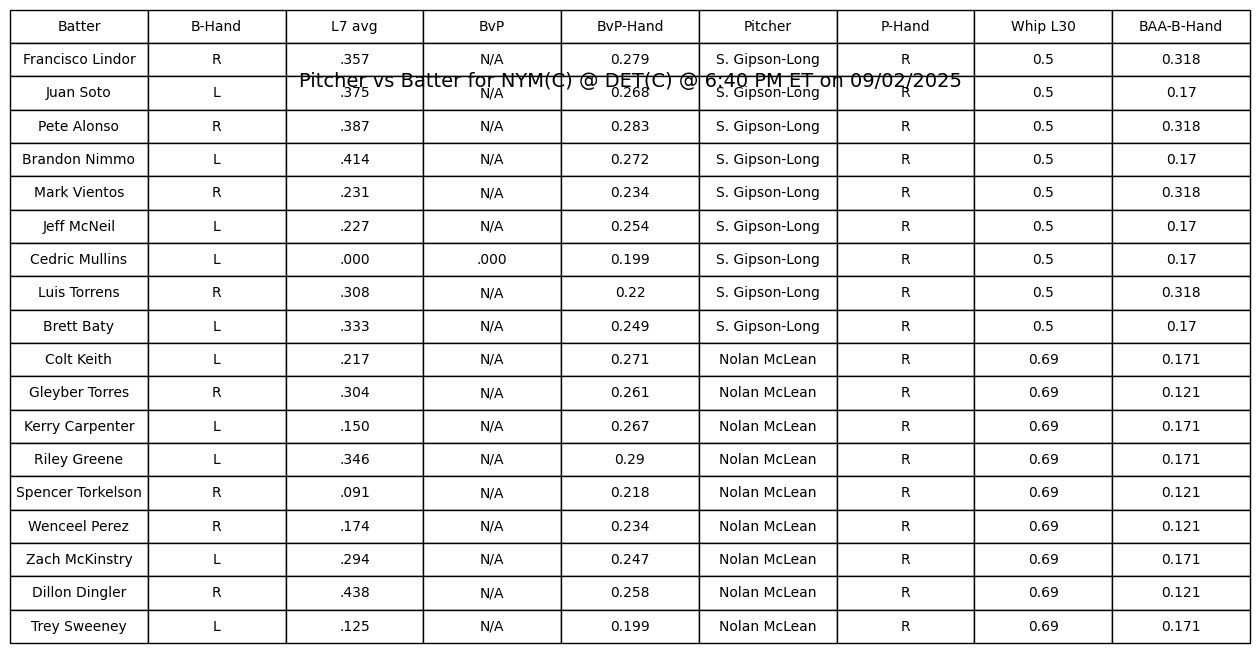 Batter B-Hand L7 avg BvP BvP-Hand Pitcher P-Hand Whip L30 BAA-B-Hand
Francisco Lindor R .357 N/A 0.279 S. Gipson-Long R 0.5 0.318
Pitcher vs Batter for NYM(C) @ DET(C) @ 6:40 PM ET on 09/02/2025
Juan Soto L .375 N/A 0.268 S. Gipson-Long R 0.5 0.17
Pete Alonso R .387 N/A 0.283 S. Gipson-Long R 0.5 0.318
Brandon Nimmo L .414 N/A 0.272 S. Gipson-Long R 0.5 0.17
Mark Vientos R .231 N/A 0.234 S. Gipson-Long R 0.5 0.318
Jeff McNeil L .227 N/A 0.254 S. Gipson-Long R 0.5 0.17
Cedric Mullins L .000 .000 0.199 S. Gipson-Long R 0.5 0.17
Luis Torrens R .308 N/A 0.22 S. Gipson-Long R 0.5 0.318
Brett Baty L .333 N/A 0.249 S. Gipson-Long R 0.5 0.17
Colt Keith L .217 N/A 0.271 Nolan McLean R 0.69 0.171
Gleyber Torres R .304 N/A 0.261 Nolan McLean R 0.69 0.121
Kerry Carpenter L .150 N/A 0.267 Nolan McLean R 0.69 0.171
Riley Greene L .346 N/A 0.29 Nolan McLean R 0.69 0.171
Spencer Torkelson R .091 N/A 0.218 Nolan McLean R 0.69 0.121
Wenceel Perez R .174 N/A 0.234 Nolan McLean R 0.69 0.121
Zach McKinstry L .294 N/A 0.247 Nolan McLean R 0.69 0.171
Dillon Dingler R .438 N/A 0.258 Nolan McLean R 0.69 0.121
Trey Sweeney L .125 N/A 0.199 Nolan McLean R 0.69 0.171